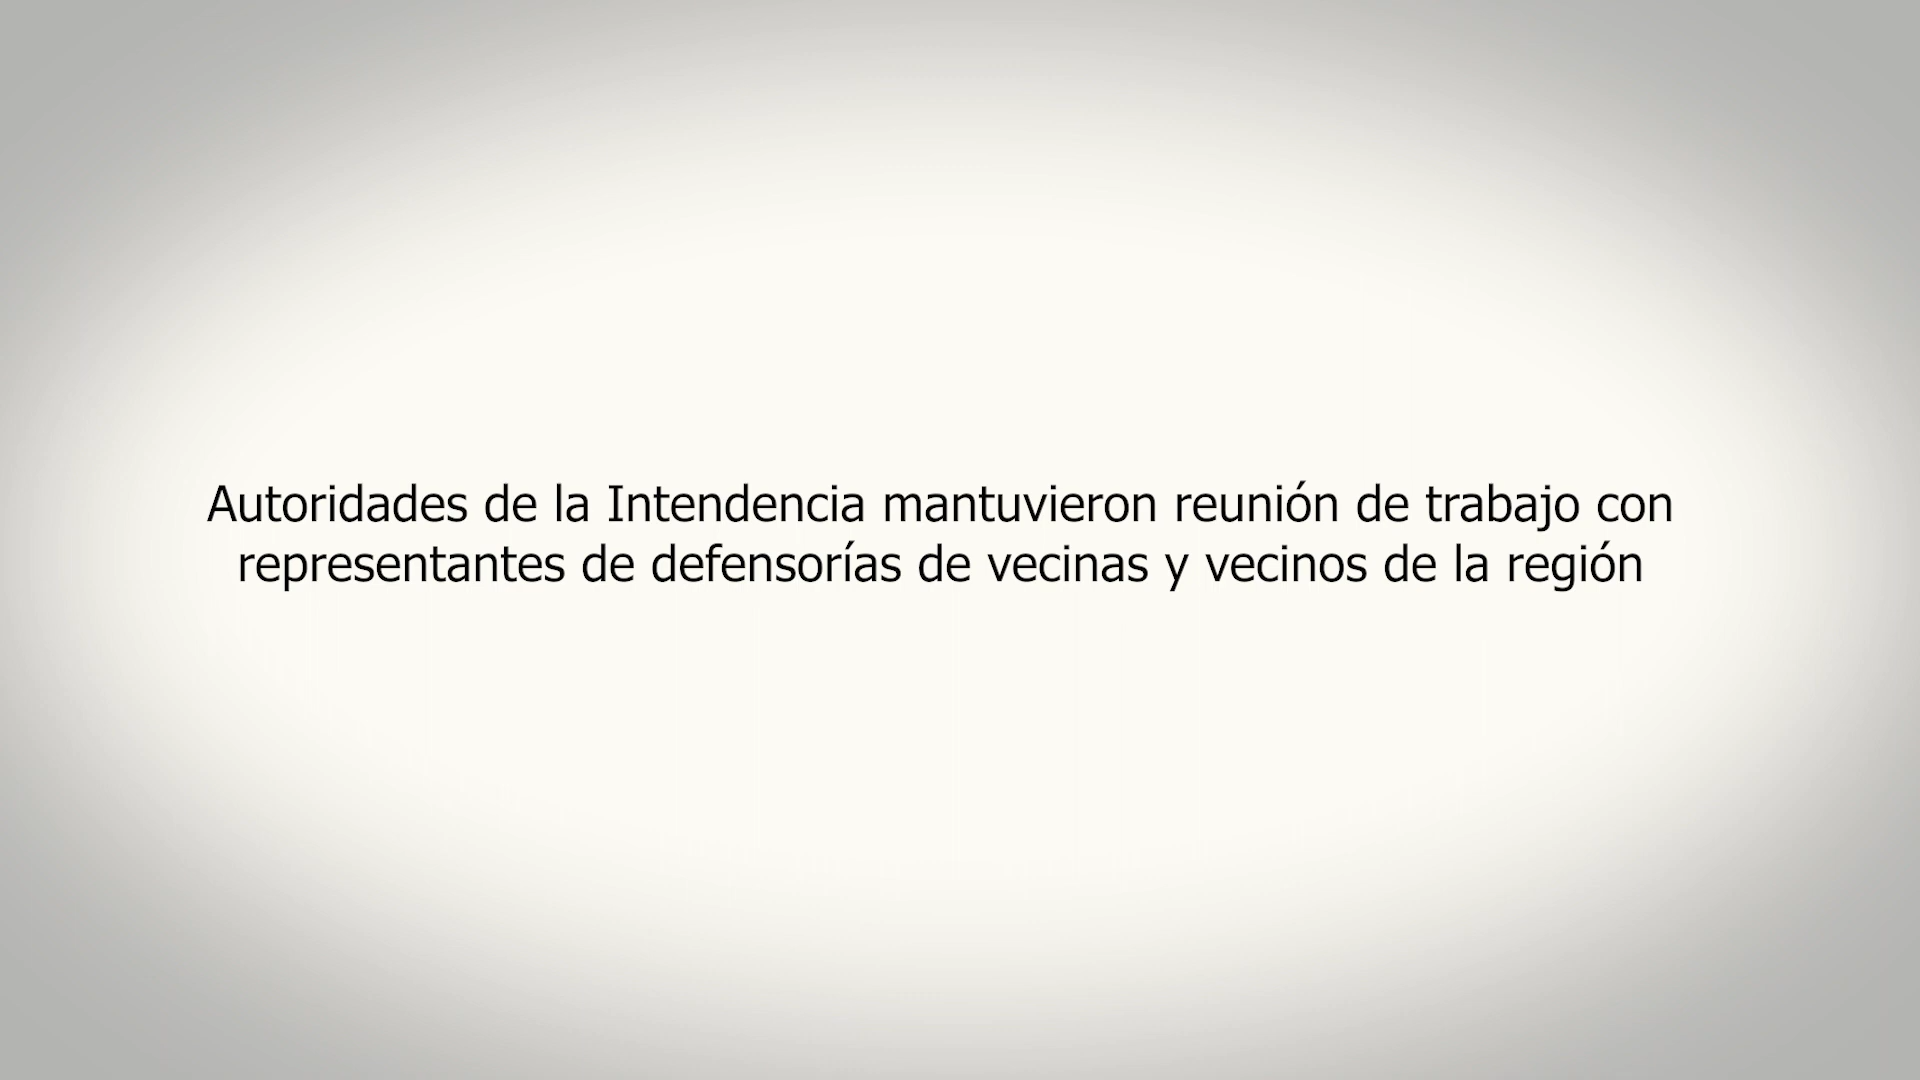 Autoridades de la Intendencia mantuvieron reunión de trabajo con
representantes de defensorías de vecinas y vecinos de la región